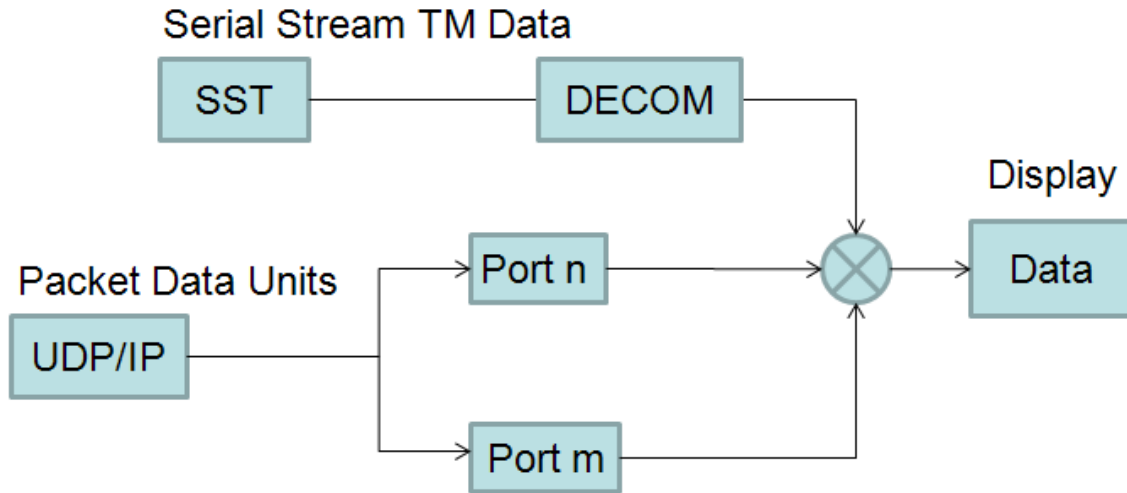 Serial Stream TM Data
SST
DECOM
Display
Data
Packet Data Units
UDP/IP
Port n
Port m